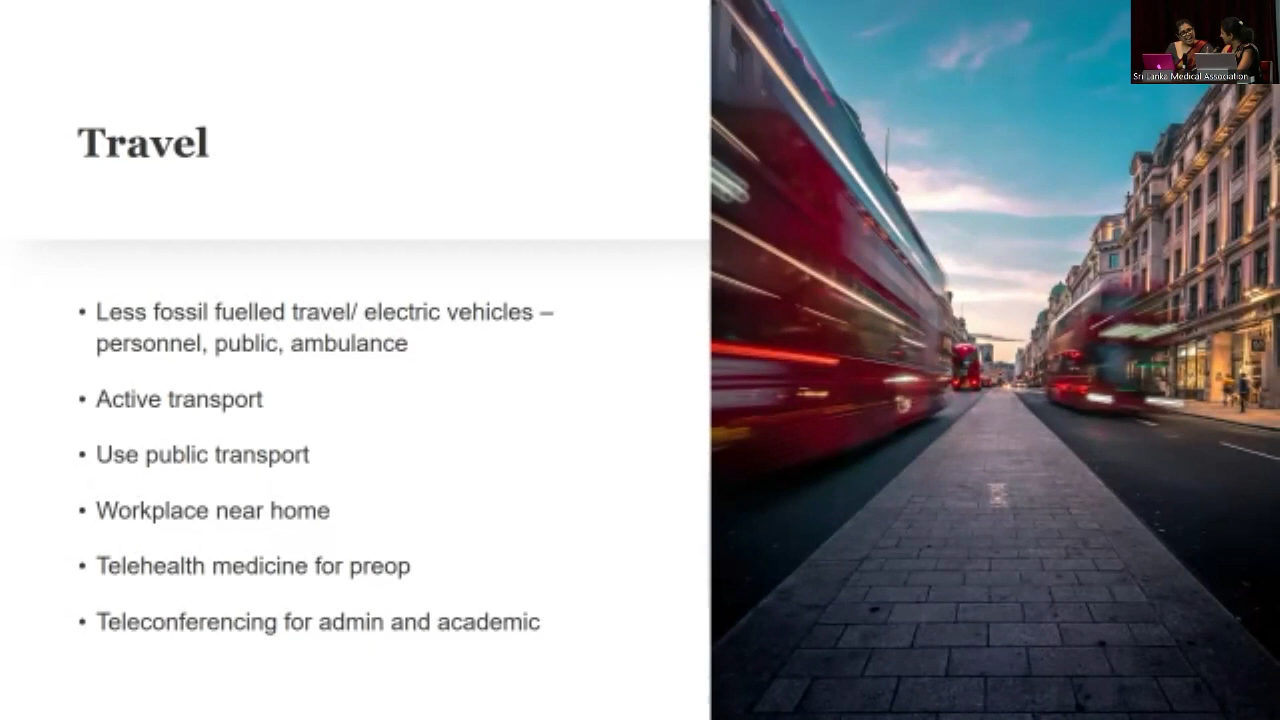 Travel
• Less fossil fuelled travel/ electric vehicles –
personnel, public, ambulance
• Active transport
• Use public transport
• Workplace near home
• Telehealth medicine for preop
• Teleconferencing for admin and academic
Sri Lanka Medical Association